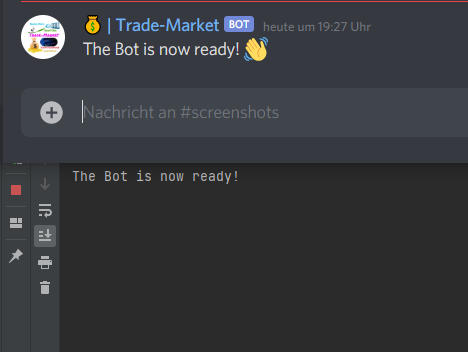 💰 | Trade-Market BOT heute um 19:27 Uhr
The Bot is now ready! 👋
Nachricht an #screenshots
The Bot is now ready!